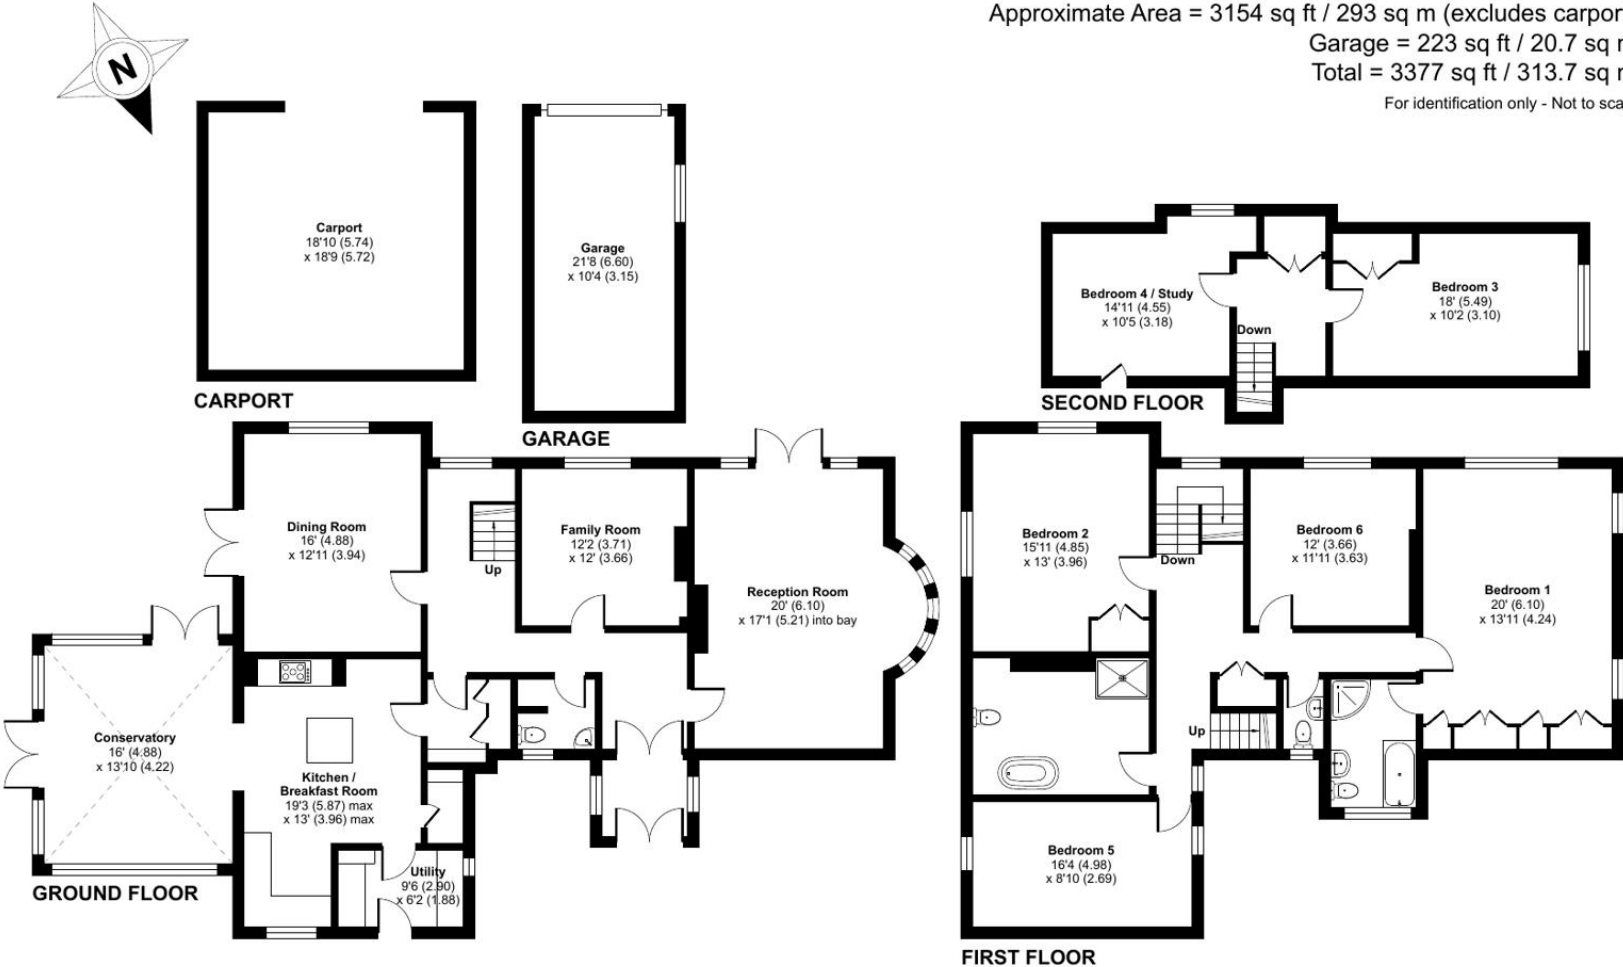 Approximate Area = 3154 sq ft / 293 sq m (excludes carpor
Garage = 223 sq ft / 20.7 sq
Total = 3377 sq ft / 313.7 sq
For identification only - Not to sca
N
Carport
18'10 (5.74)
x 18'9 (5.72)
CARPORT
Garage
21'8 (6.60)
x 10'4 (3.15)
GARAGE
Bedroom 4 / Study
14'11 (4.55)
x 10'5 (3.18)
Down
Bedroom 3
18' (5.49)
x 10'2 (3.10)
SECOND FLOOR
Dining Room
16' (4.88)
x 12'11 (3.94)
Up
Family Room
12'2 (3.71)
x 12' (3.66)
Reception Room
20' (6.10)
x 17'1 (5.21) into bay
Conservatory
16' (4.88)
x 13'10 (4.22)
Kitchen /
Breakfast Room
19'3 (5.87) max
x 13' (3.96) max
Utility
9'6 (2.90)
x 6'2 (1.88)
GROUND FLOOR
Bedroom 2
15'11 (4.85)
x 13' (3.96)
Down
Bedroom 6
12' (3.66)
x 11'11 (3.63)
Bedroom 1
20' (6.10)
x 13'11 (4.24)
Up
Bedroom 5
16'4 (4.98)
x 8'10 (2.69)
FIRST FLOOR